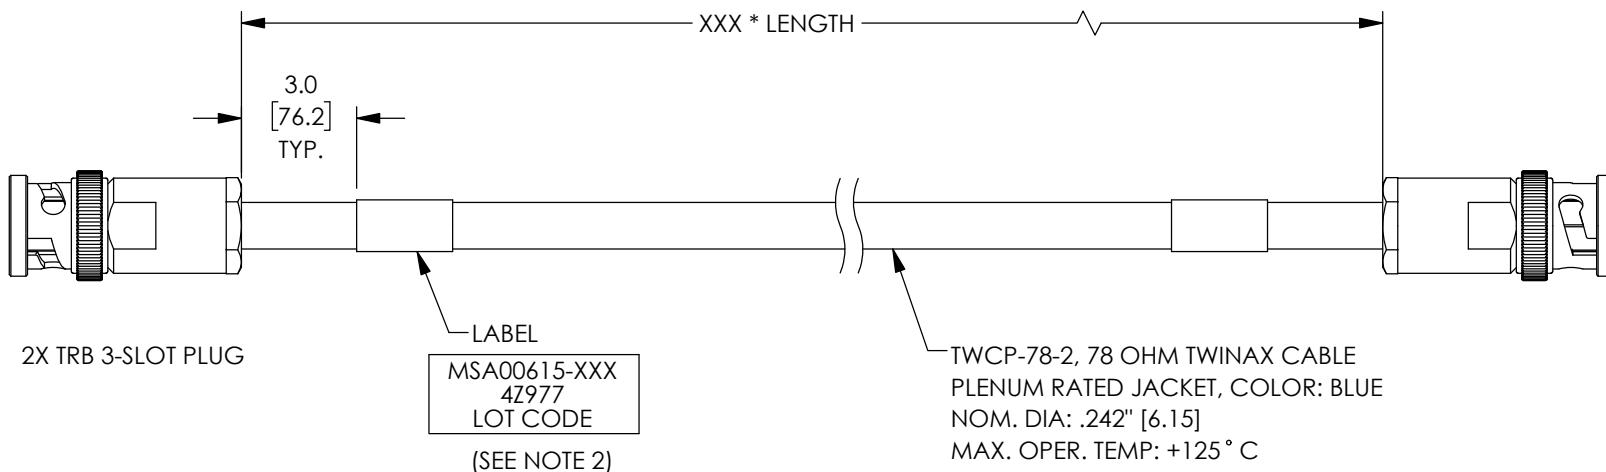 XXX * LENGTH
3.0
[76.2]
TYP.
2X TRB 3-SLOT PLUG
LABEL
MSA00615-XXX
4Z977
LOT CODE
(SEE NOTE 2)
TWCP-78-2, 78 OHM TWINAX CABLE
PLENUM RATED JACKET, COLOR: BLUE
NOM. DIA: .242" [6.15]
MAX. OPER. TEMP: +125° C